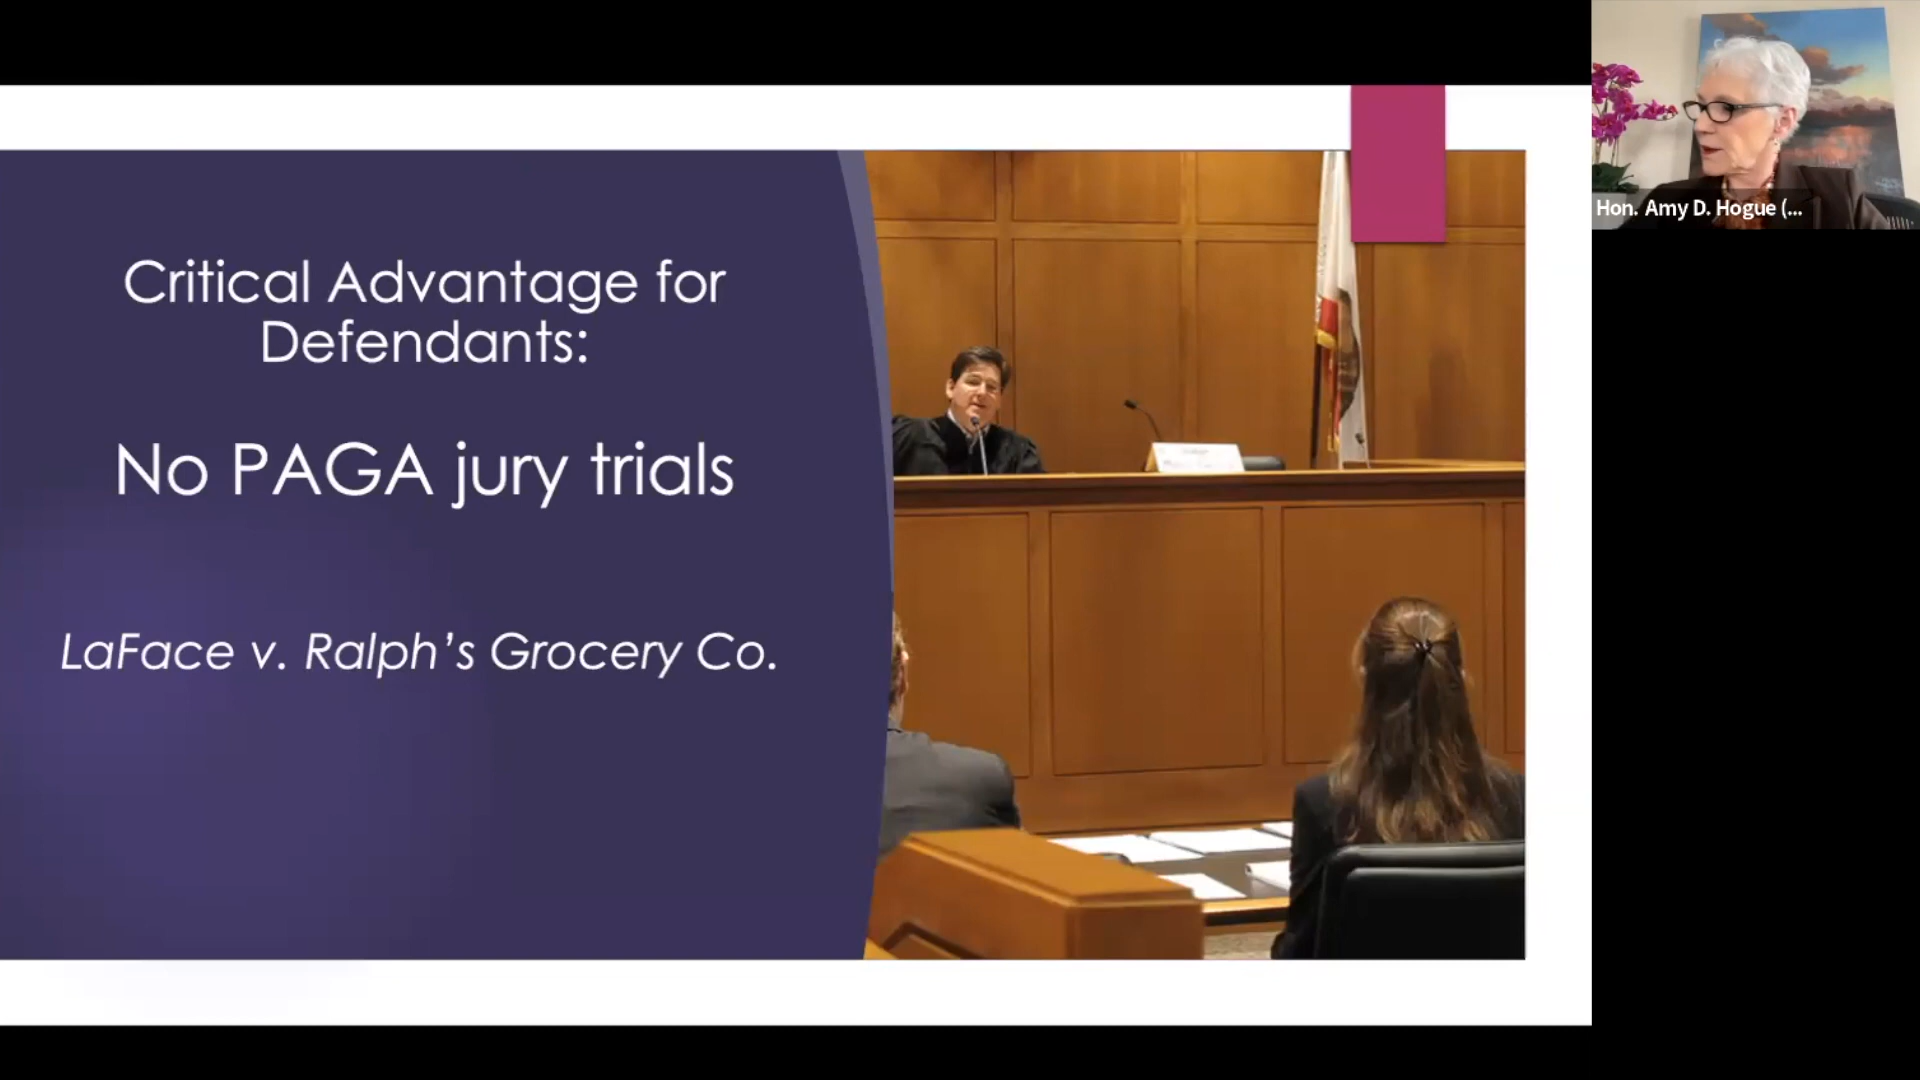 Critical Advantage for
Defendants:
No PAGA jury trials
LaFace v. Ralph’s Grocery Co.
Hon. Amy D. Hogue (...